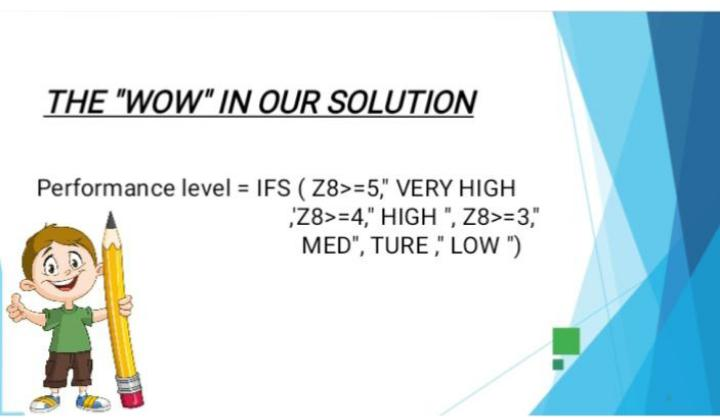 THE "WOW" IN OUR SOLUTION
Performance level = IFS ( Z8>=5," VERY HIGH
,'Z8>=4," HIGH ", Z8>=3,"
MED", TURE ," LOW ")